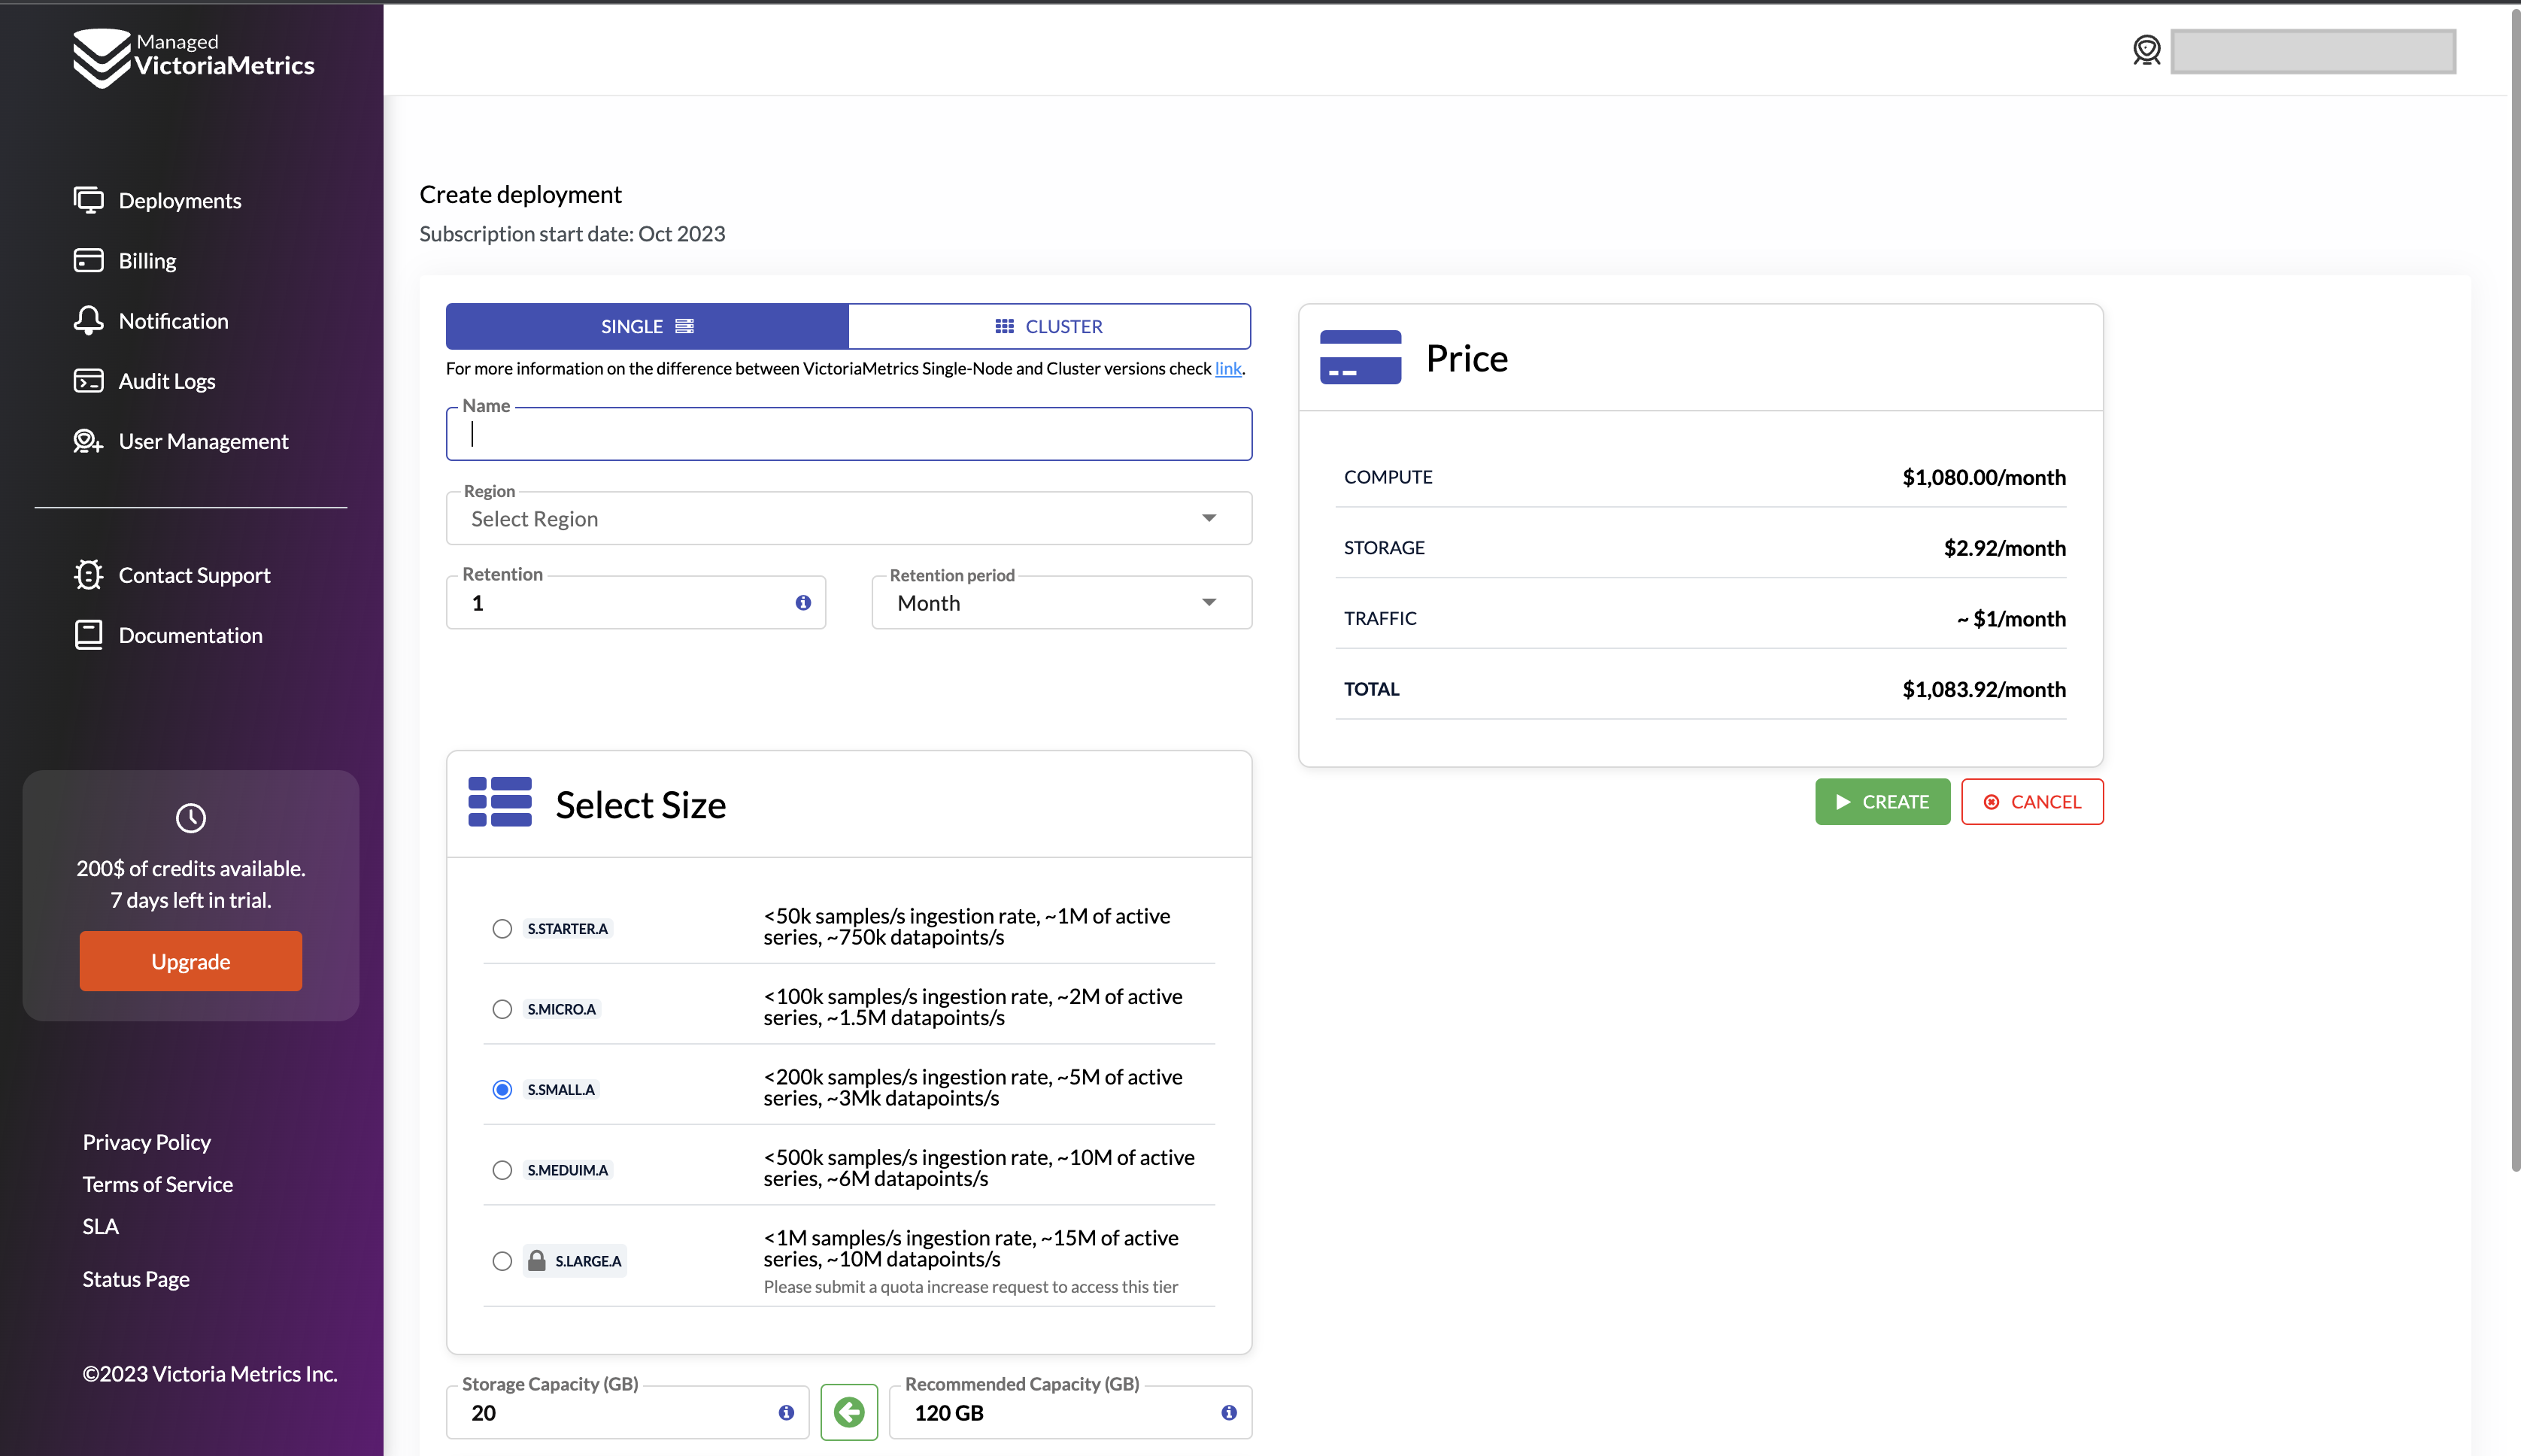 Managed
VictoriaMetrics
Deployments
Billing
Notification
Audit Logs
User Management
Contact Support
Documentation
200$ of credits available.
7 days left in trial.
Upgrade
Privacy Policy
Terms of Service
SLA
Status Page
©2023 Victoria Metrics Inc.
Create deployment
Subscription start date: Oct 2023
SINGLE
CLUSTER
For more information on the difference between VictoriaMetrics Single-Node and Cluster versions check link.
Name
Region
Select Region
Retention
1
Retention period
Month
Select Size
S.STARTER.A
<50k samples/s ingestion rate, ~1M of active
series, ~750k datapoints/s
S.MICRO.A
<100k samples/s ingestion rate, ~2M of active
series, ~1.5M datapoints/s
S.SMALL.A
<200k samples/s ingestion rate, ~5M of active
series, ~3Mk datapoints/s
S.MEDUIM.A
<500k samples/s ingestion rate, ~10M of active
series, ~6M datapoints/s
S.LARGE.A
<1M samples/s ingestion rate, ~15M of active
series, ~10M datapoints/s
Please submit a quota increase request to access this tier
Storage Capacity (GB)
20
Recommended Capacity (GB)
120 GB
Price
COMPUTE
$1,080.00/month
STORAGE
$2.92/month
TRAFFIC
~ $1/month
TOTAL
$1,083.92/month
CREATE
CANCEL